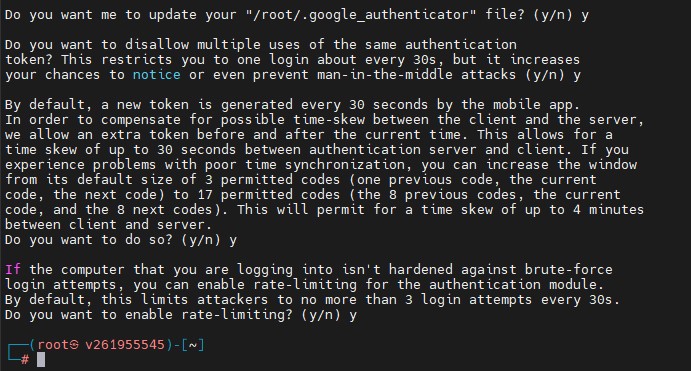 Do you want me to update your "/root/.google_authenticator" file? (y/n) y
Do you want to disallow multiple uses of the same authentication
token? This restricts you to one login about every 30s, but it increases
your chances to notice or even prevent man-in-the-middle attacks (y/n) y
By default, a new token is generated every 30 seconds by the mobile app.
In order to compensate for possible time-skew between the client and the server,
we allow an extra token before and after the current time. This allows for a
time skew of up to 30 seconds between authentication server and client. If you
experience problems with poor time synchronization, you can increase the window
from its default size of 3 permitted codes (one previous code, the current
code, the next code) to 17 permitted codes (the 8 previous codes, the current
code, and the 8 next codes). This will permit for a time skew of up to 4 minutes
between client and server.
Do you want to do so? (y/n) y
If the computer that you are logging into isn't hardened against brute-force
login attempts, you can enable rate-limiting for the authentication module.
By default, this limits attackers to no more than 3 login attempts every 30s.
Do you want to enable rate-limiting? (y/n) y
┌──(root㉿ v261955545)-[~]
└─#